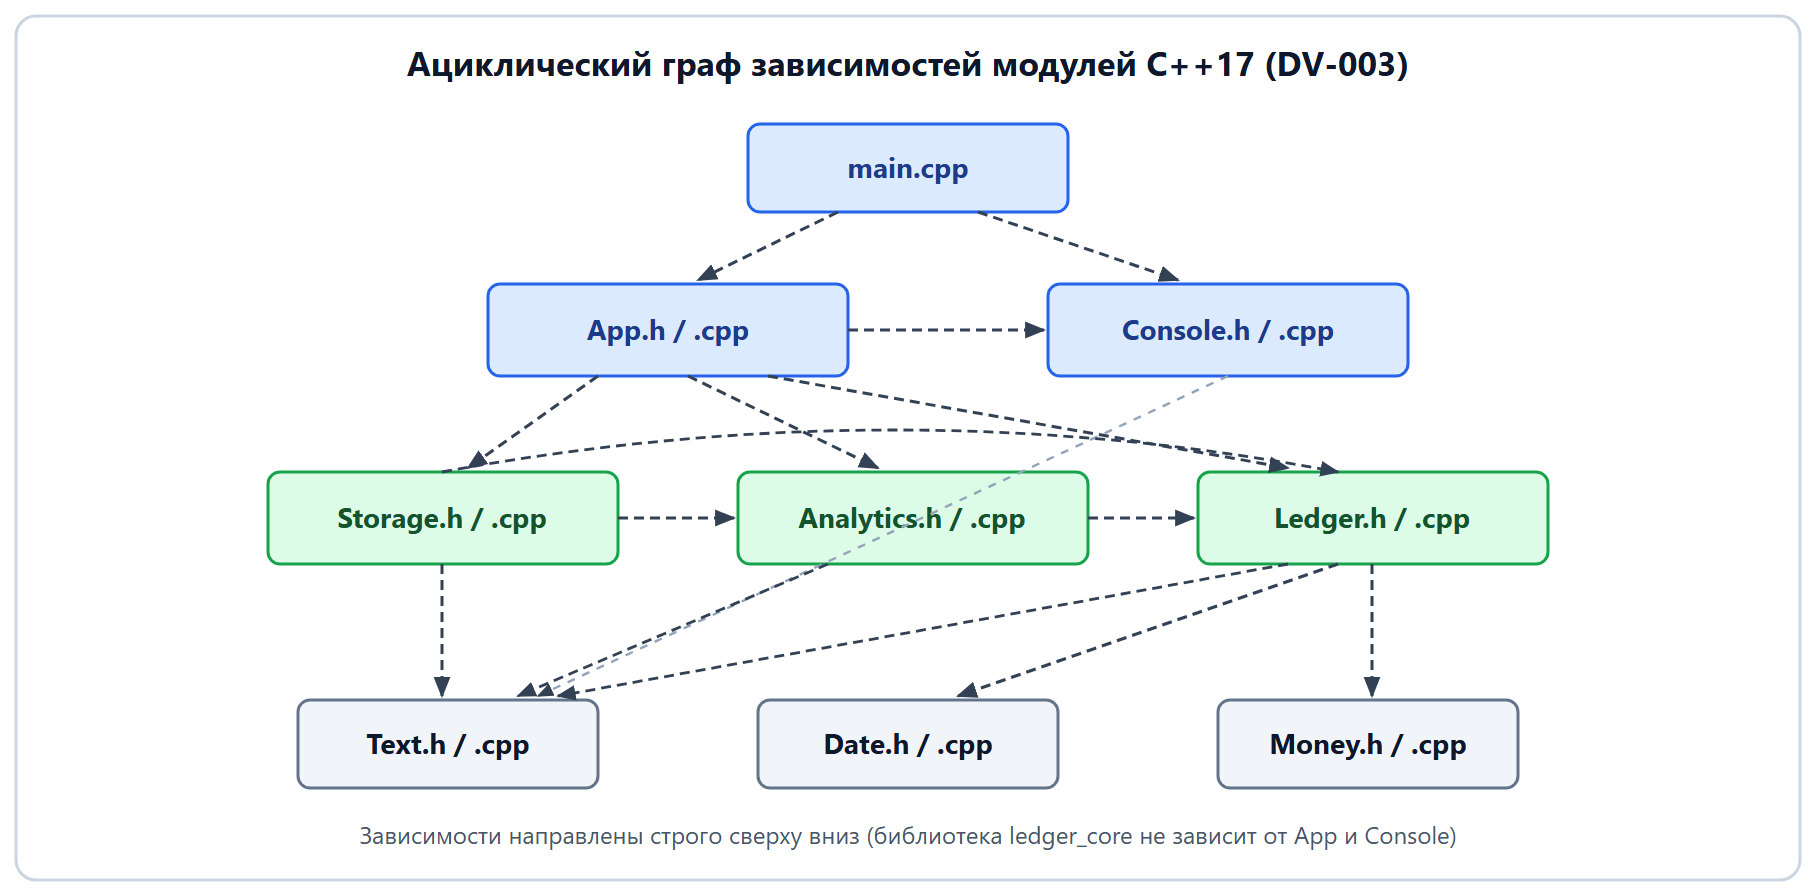 Ациклический граф зависимостей модулей C++17 (DV-003)
main.cpp
App.h / .cpp
Console.h / .cpp
Storage.h / .cpp
Analytics.h / .cpp
Ledger.h / .cpp
Text.h / .cpp
Date.h / .cpp
Money.h / .cpp
Зависимости направлены строго сверху вниз (библиотека ledger_core не зависит от App и Console)